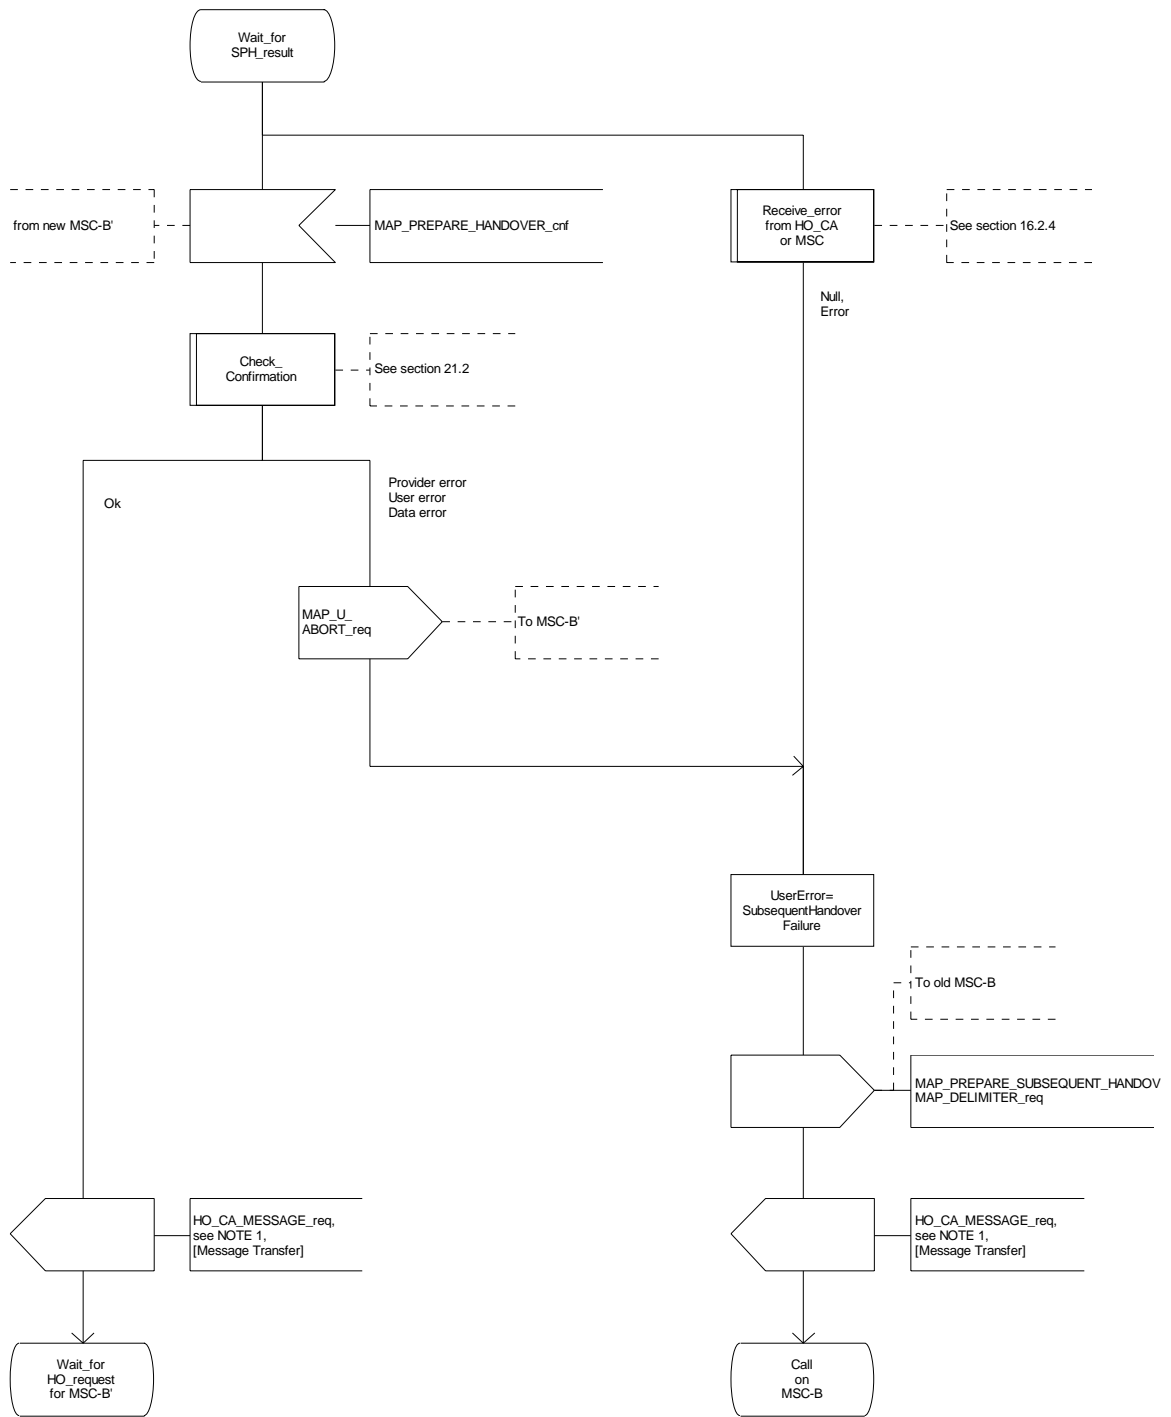 Wait_for
SPH_result
from new MSC-B'
MAP_PREPARE_HANDOVER_cnf
Receive_error
from HO_CA
or MSC
See section 16.2.4
Null,
Error
Check_
Confirmation
See section 21.2
Ok
Provider error
User error
Data error
MAP_U_
ABORT_req
To MSC-B'
UserError=
SubsequentHandover
Failure
To old MSC-B
MAP_PREPARE_SUBSEQUENT_HANDOV
MAP_DELIMITER_req
HO_CA_MESSAGE_req,
see NOTE 1,
[Message Transfer]
HO_CA_MESSAGE_req,
see NOTE 1,
[Message Transfer]
Wait_for
HO_request
for MSC-B'
Call
on
MSC-B